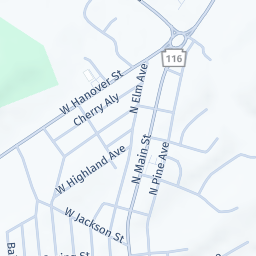 116
W Hanover St
Cherry Aly
N Elm Ave
W Highland Ave
N Main St
N Pine Ave
W Jackson St